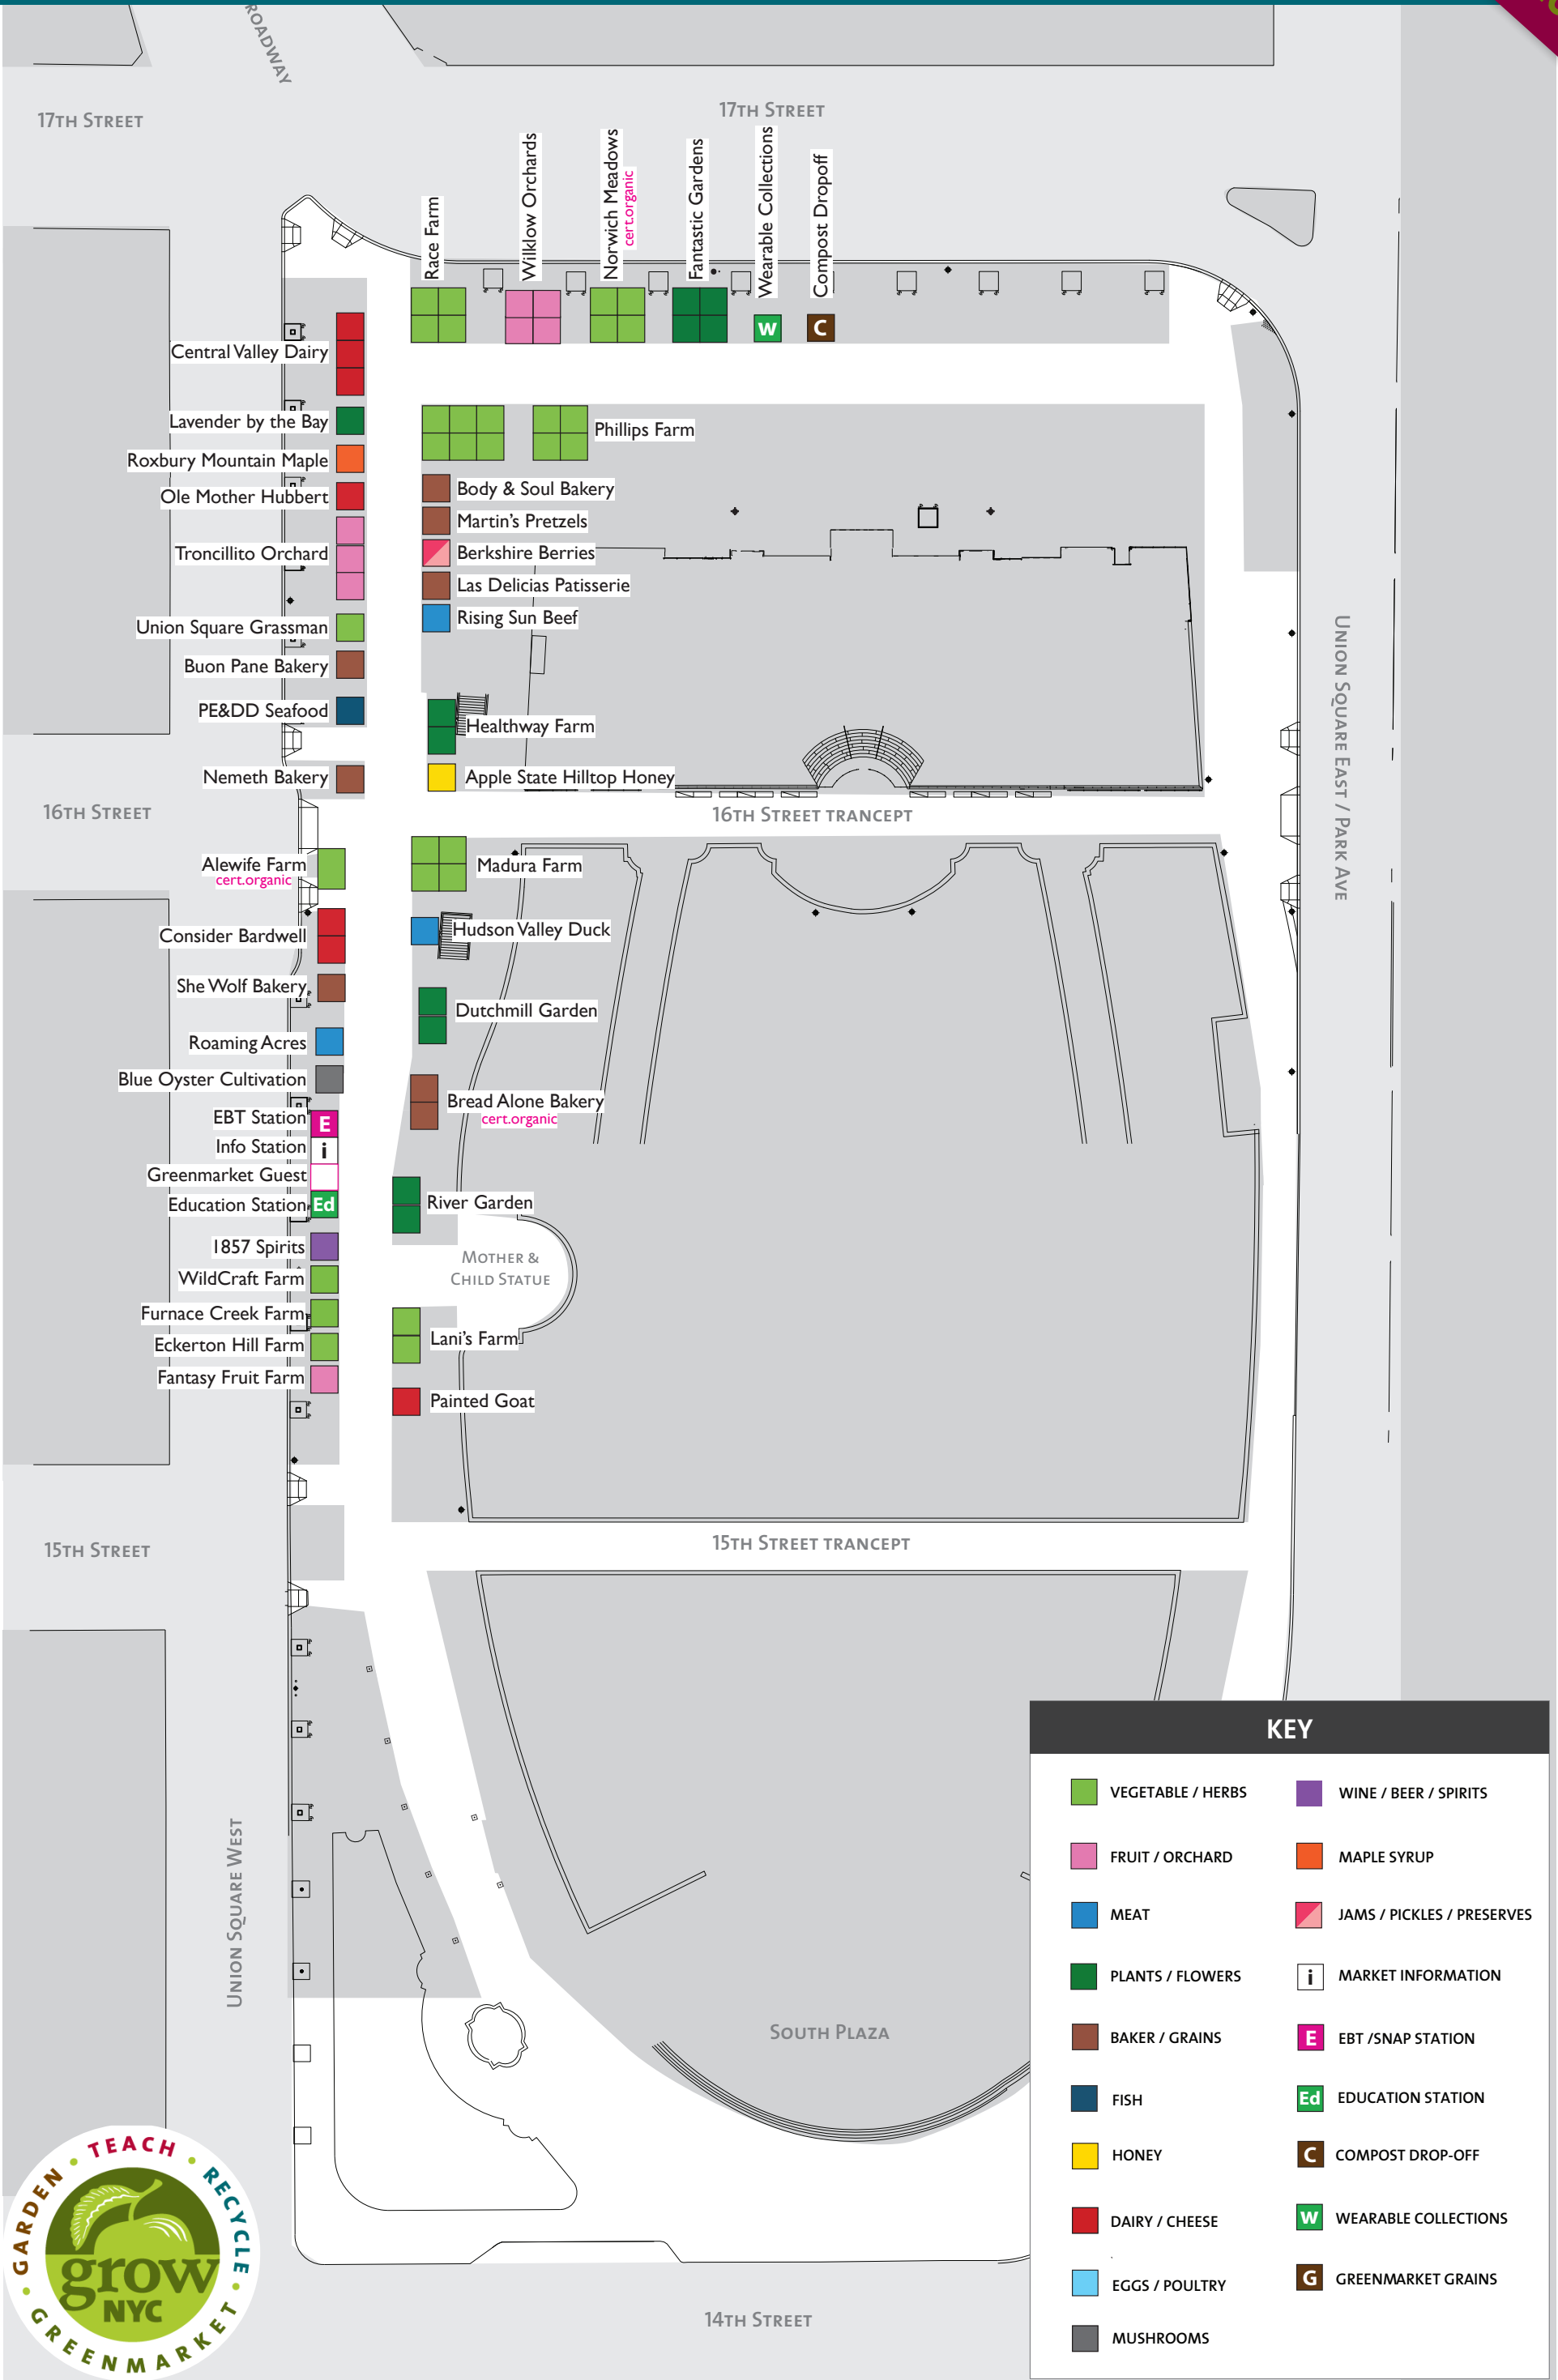 ROADWAY
17TH STREET
17TH STREET
Race Farm
Wilklow Orchards
Norwich Meadows
cert.organic
Fantastic Gardens
Wearable Collections
Compost Dropoff
W
C
Central Valley Dairy
Lavender by the Bay
Roxbury Mountain Maple
Ole Mother Hubbert
Troncillito Orchard
Union Square Grassman
Buon Pane Bakery
PE&DD Seafood
Nemeth Bakery
Phillips Farm
Body & Soul Bakery
Martin's Pretzels
Berkshire Berries
Las Delicias Patisserie
Rising Sun Beef
Healthway Farm
Apple State Hilltop Honey
UNION SQUARE EAST / PARK AVE
16TH STREET
16TH STREET TRANCEPT
Alewife Farm
cert.organic
Consider Bardwell
She Wolf Bakery
Roaming Acres
Blue Oyster Cultivation
EBT Station
E
Info Station
i
Greenmarket Guest
Education Station
Ed
1857 Spirits
WildCraft Farm
Furnace Creek Farm
Eckerton Hill Farm
Fantasy Fruit Farm
Madura Farm
Hudson Valley Duck
Dutchmill Garden
Bread Alone Bakery
cert.organic
River Garden
MOTHER &
CHILD STATUE
Lani's Farm
Painted Goat
15TH STREET
15TH STREET TRANCEPT
UNION SQUARE WEST
SOUTH PLAZA
14TH STREET
KEY
VEGETABLE / HERBS
FRUIT / ORCHARD
MEAT
PLANTS / FLOWERS
BAKER / GRAINS
FISH
HONEY
DAIRY / CHEESE
EGGS / POULTRY
MUSHROOMS
WINE / BEER / SPIRITS
MAPLE SYRUP
JAMS / PICKLES / PRESERVES
i MARKET INFORMATION
E EBT /SNAP STATION
Ed EDUCATION STATION
C COMPOST DROP-OFF
W WEARABLE COLLECTIONS
G GREENMARKET GRAINS
GARDEN • TEACH • RECYCLE • GREENMARKET •
grow
NYC